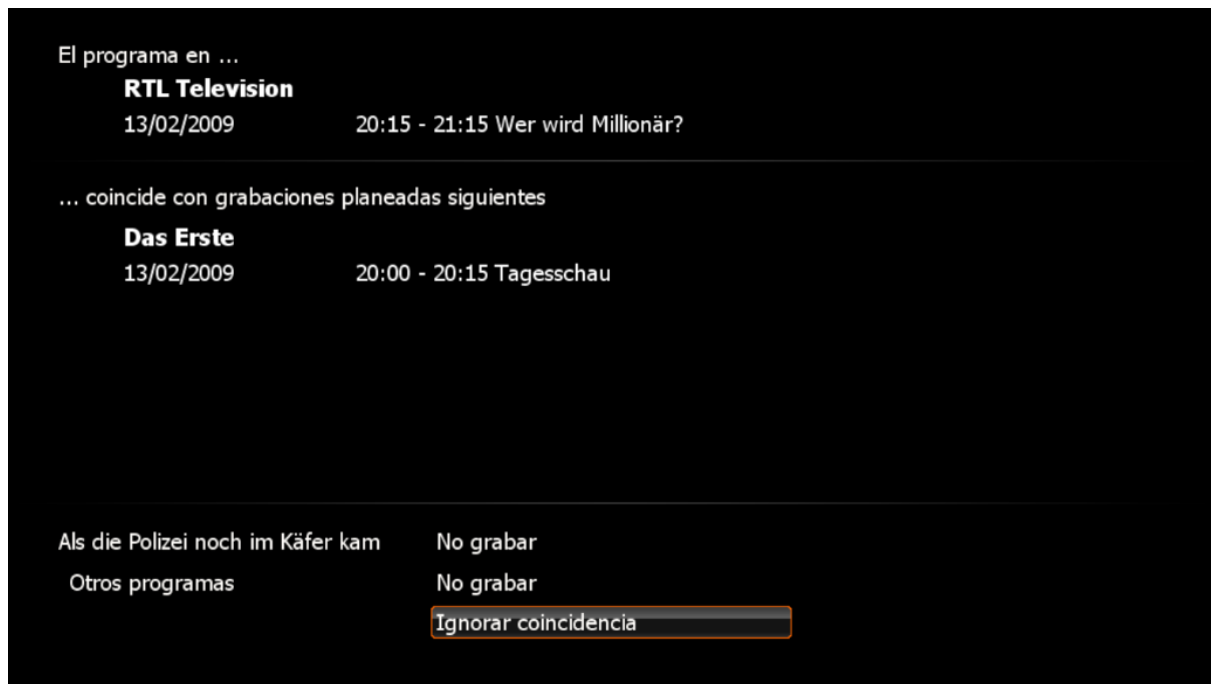 El programa en ...
RTL Television
13/02/2009 20:15 - 21:15 Wer wird Millionär?
... coincide con grabaciones planeadas siguientes
Das Erste
13/02/2009 20:00 - 20:15 Tagesschau
Als die Polizei noch im Käfer kam No grabar
Otros programas No grabar
Ignorar coincidencia